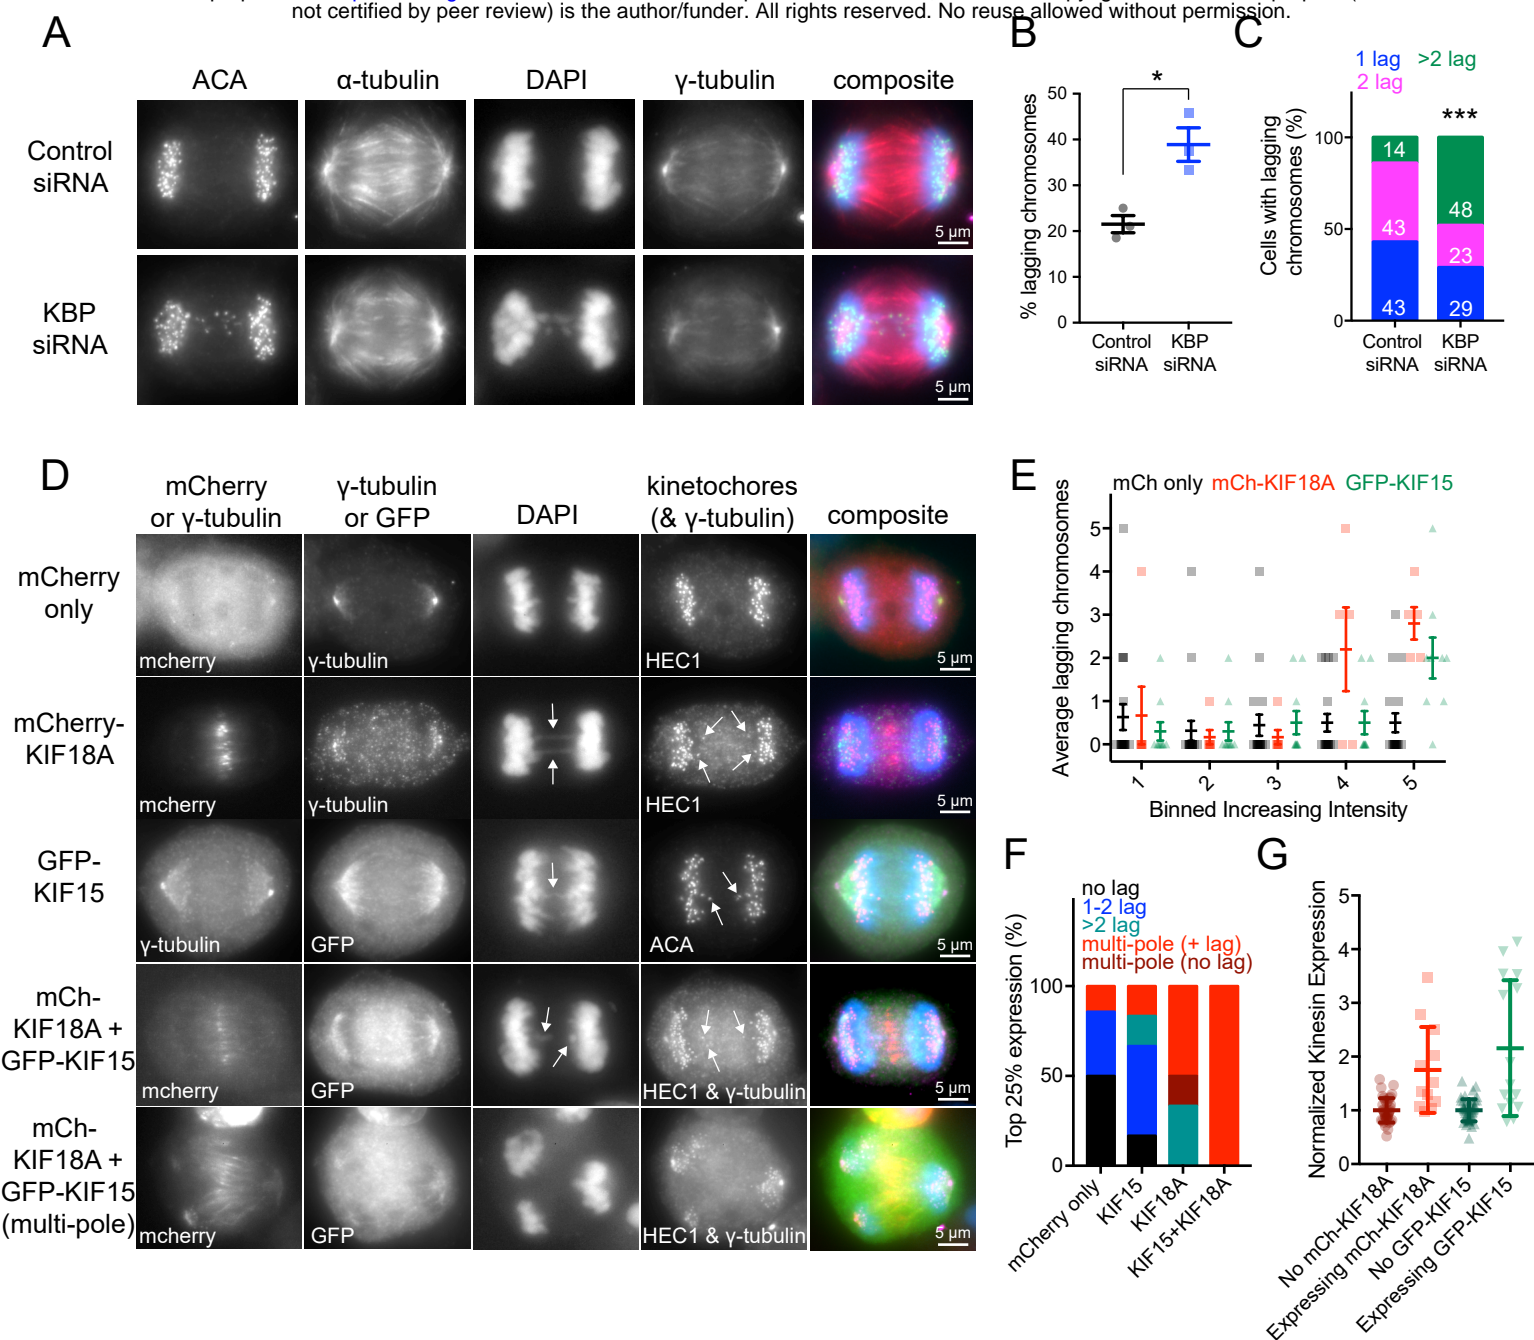 not certified by peer review) is the author/funder. All rights reserved. No reuse allowed without permission.
A
ACA
α-tubulin
DAPI
γ-tubulin
composite
Control
siRNA
5 µm
KBP
siRNA
5 µm
B
% lagging chromosomes
50
40
30
20
10
0
*
Control
siRNA
KBP
siRNA
C
1 lag >2 lag
2 lag
Cells with lagging
chromosomes (%)
100
50
0
***
14
43
43
48
23
29
Control
siRNA
KBP
siRNA
D
mCherry
or γ-tubulin
γ-tubulin
or GFP
DAPI
kinetochores
(& γ-tubulin)
composite
mCherry
only
mcherry
γ-tubulin
HEC1
5 µm
mCherry-
KIF18A
mcherry
γ-tubulin
HEC1
5 µm
GFP-
KIF15
γ-tubulin
GFP
ACA
5 µm
mCh-
KIF18A +
GFP-KIF15
mcherry
GFP
HEC1 & γ-tubulin
5 µm
mCh-
KIF18A +
GFP-KIF15
(multi-pole)
mcherry
GFP
HEC1 & γ-tubulin
5 µm
E
mCh only mCh-KIF18A GFP-KIF15
Average lagging chromosomes
5
4
3
2
1
0
1
2
3
4
5
Binned Increasing Intensity
F
no lag
1-2 lag
>2 lag
multi-pole (+ lag)
multi-pole (no lag)
Top 25% expression (%)
100
50
0
mCherry only
KIF15
KIF18A
KIF15+KIF18A
G
Normalized Kinesin Expression
5
4
3
2
1
0
No mCh-KIF18A
Expressing mCh-KIF18A
No GFP-KIF15
Expressing GFP-KIF15